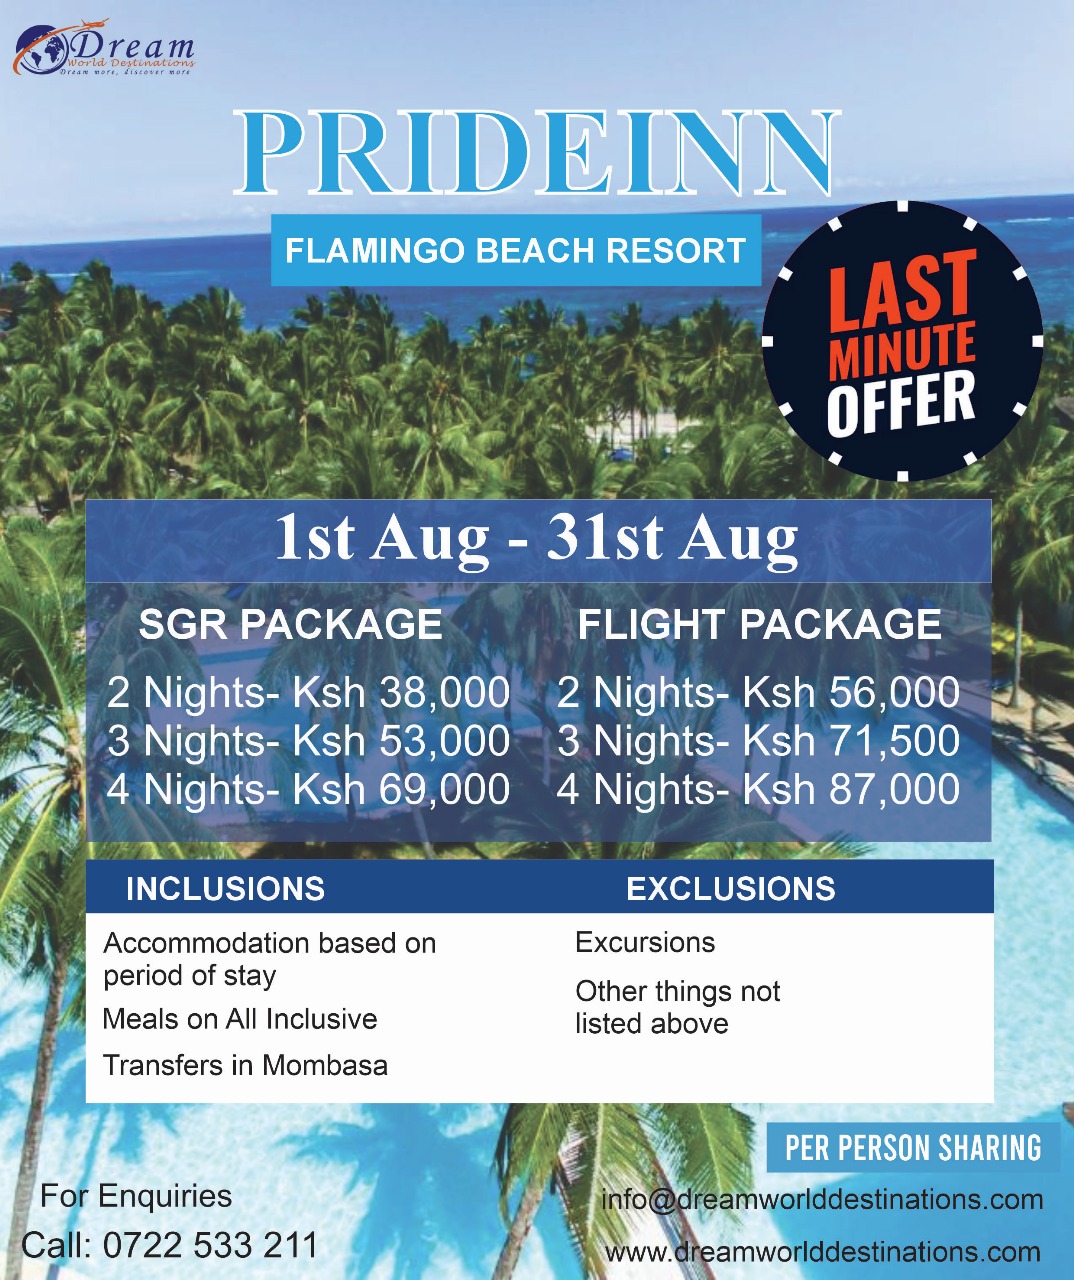 Dream
World Destinations
Dream more, discover more
PRIDEINN
FLAMINGO BEACH RESORT
LAST
MINUTE
OFFER
1st Aug - 31st Aug
SGR PACKAGE
2 Nights- Ksh 38,000
3 Nights- Ksh 53,000
4 Nights- Ksh 69,000
FLIGHT PACKAGE
2 Nights- Ksh 56,000
3 Nights- Ksh 71,500
4 Nights- Ksh 87,000
INCLUSIONS
Accommodation based on
period of stay
Meals on All Inclusive
Transfers in Mombasa
EXCLUSIONS
Excursions
Other things not
listed above
PER PERSON SHARING
For Enquiries
Call: 0722 533 211
info@dreamworlddestinations.com
www.dreamworlddestinations.com